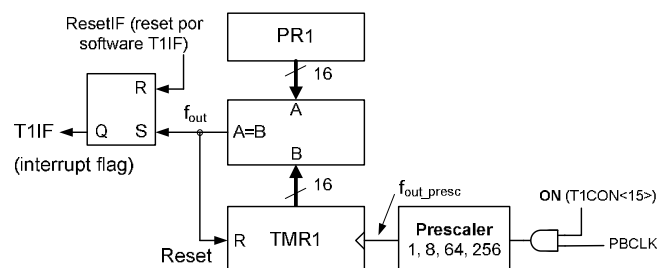 ResetIF (reset por
software T1IF)
PR1
16
R
A
f_out
T1IF
Q
S
A=B
(interrupt flag)
B
16
f_out_presc
ON (T1CON<15>)
R
TMR1
Prescaler
1, 8, 64, 256
PBCLK
Reset